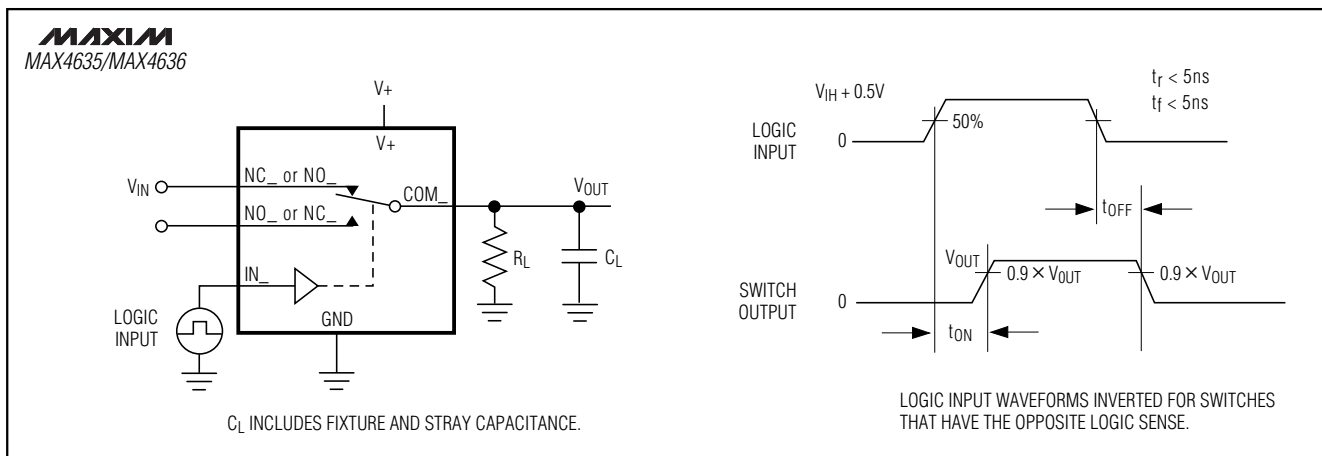 MAXIM
MAX4635/MAX4636
V+
V+
VIN
NC_ or NO_
COM_
VOUT
NO_ or NC_
RL
CL
IN_
LOGIC
INPUT
GND
CL INCLUDES FIXTURE AND STRAY CAPACITANCE.
VIH + 0.5V
tr < 5ns
tf < 5ns
LOGIC
INPUT
0
50%
tOFF
VOUT
0.9 × VOUT
0.9 × VOUT
SWITCH
OUTPUT
0
tON
LOGIC INPUT WAVEFORMS INVERTED FOR SWITCHES
THAT HAVE THE OPPOSITE LOGIC SENSE.